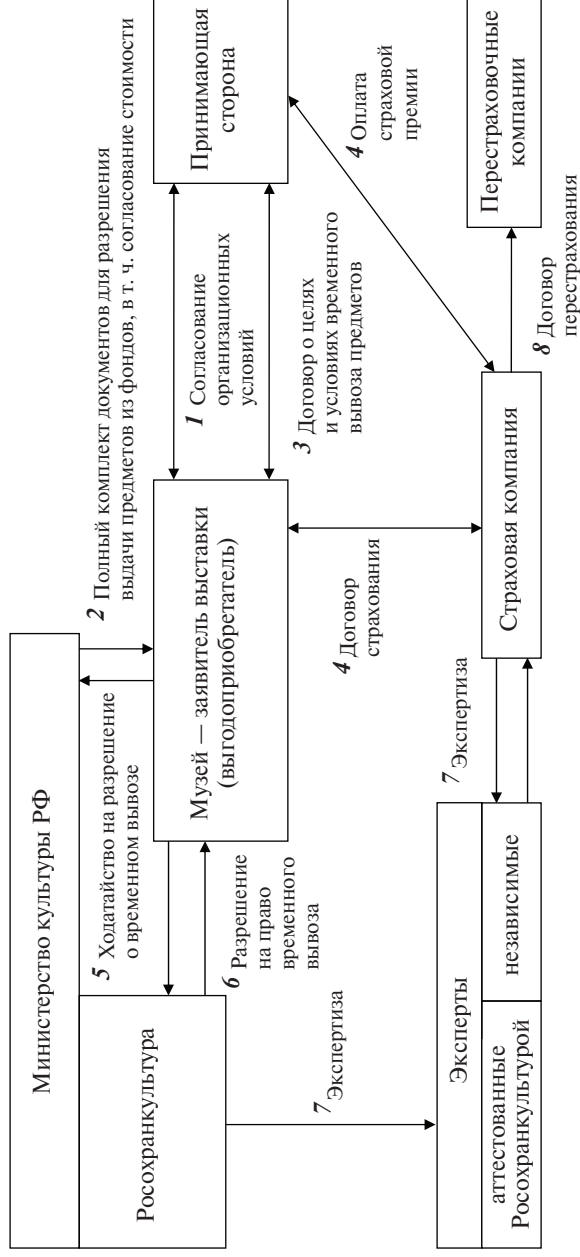 Министерство культуры РФ
2 Полный комплект документов для разрешения
выдачи предметов из фондов, в т. ч. согласование стоимости
5 Ходатайство на разрешение
о временном вывозе
Росохранкультура
6 Разрешение
на право
временного
вывоза
Музей — заявитель выставки
(выгодоприобретатель)
1 Согласование
организационных
условий
3 Договор о целях
и условиях временного
вывоза предметов
Принимающая
сторона
7 Экспертиза
4 Договор
страхования
4 Оплата
страховой
премии
Эксперты
аттестованные
Росохранкультурой
независимые
7 Экспертиза
Страховая компания
8 Договор
перестрахования
Перестраховочные
компании